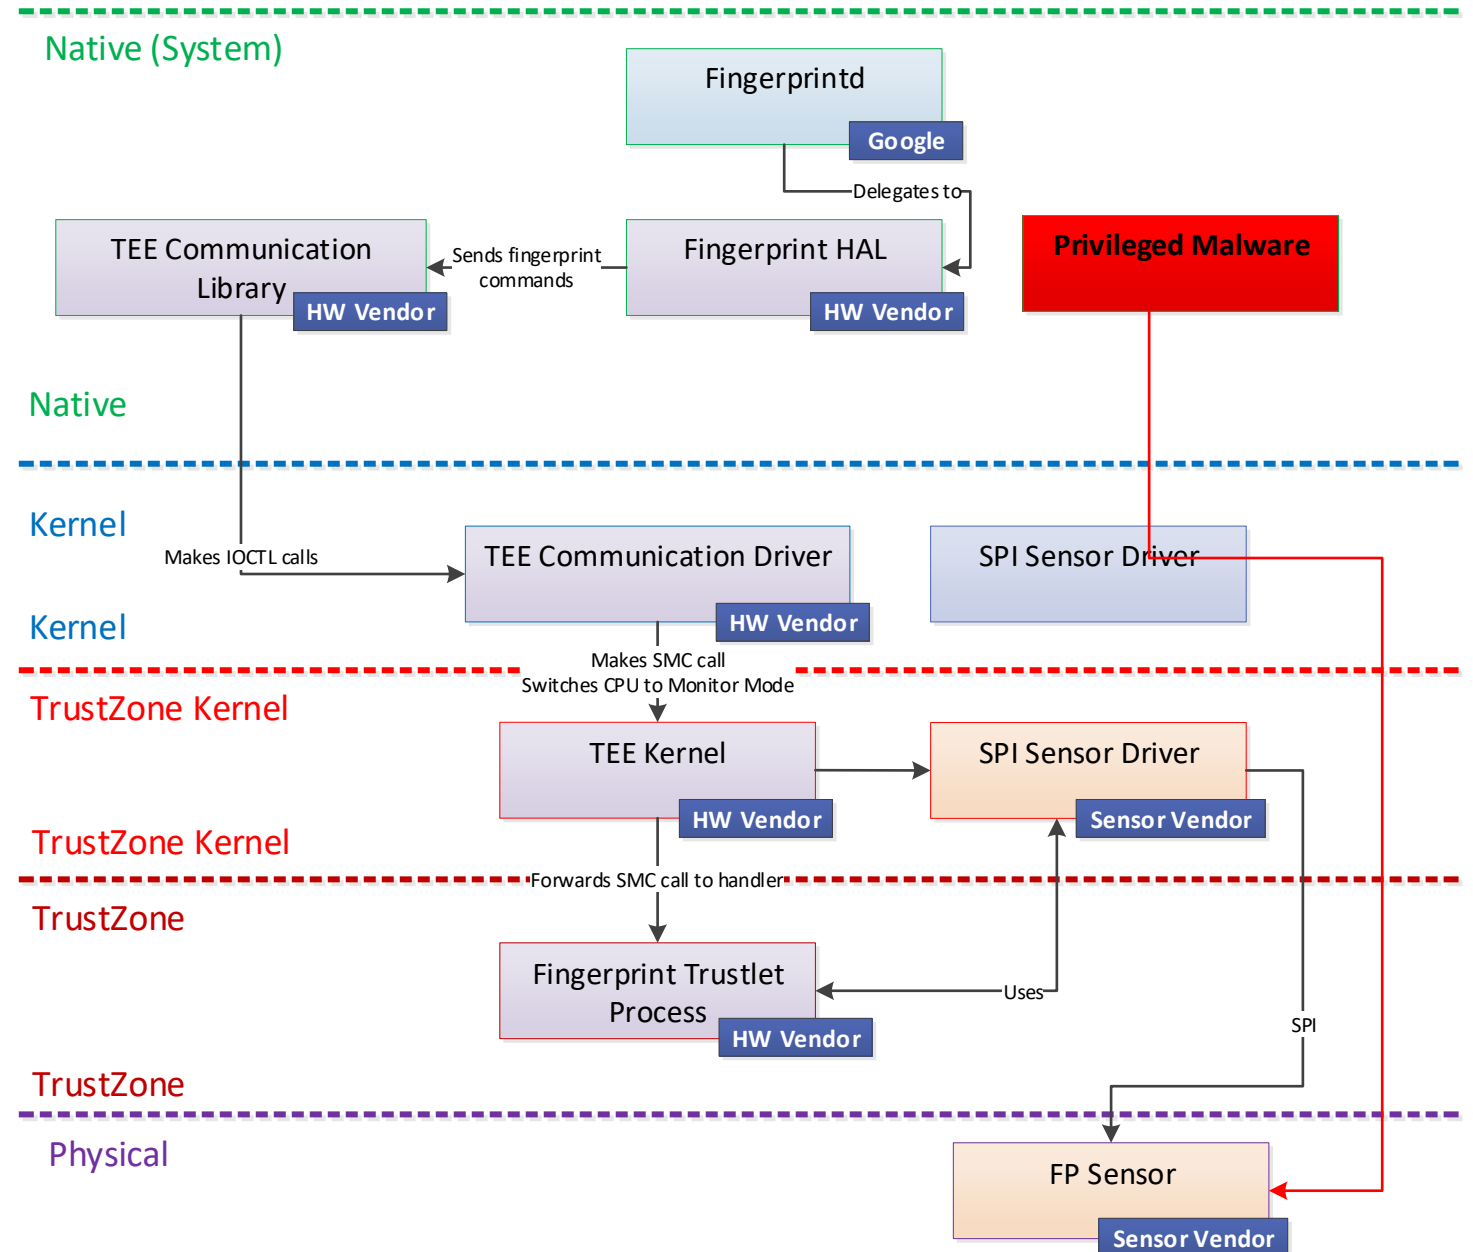 Native (System)
Fingerprintd
Google
Delegates to
TEE Communication
Library
HW Vendor
Sends fingerprint
commands
Fingerprint HAL
HW Vendor
Privileged Malware
Native
Kernel
Makes IOCTL calls
TEE Communication Driver
HW Vendor
SPI Sensor Driver
Kernel
Makes SMC call
Switches CPU to Monitor Mode
TrustZone Kernel
TEE Kernel
HW Vendor
SPI Sensor Driver
Sensor Vendor
TrustZone Kernel
Forwards SMC call to handler
TrustZone
Fingerprint Trustlet
Process
HW Vendor
Uses
SPI
TrustZone
Physical
FP Sensor
Sensor Vendor